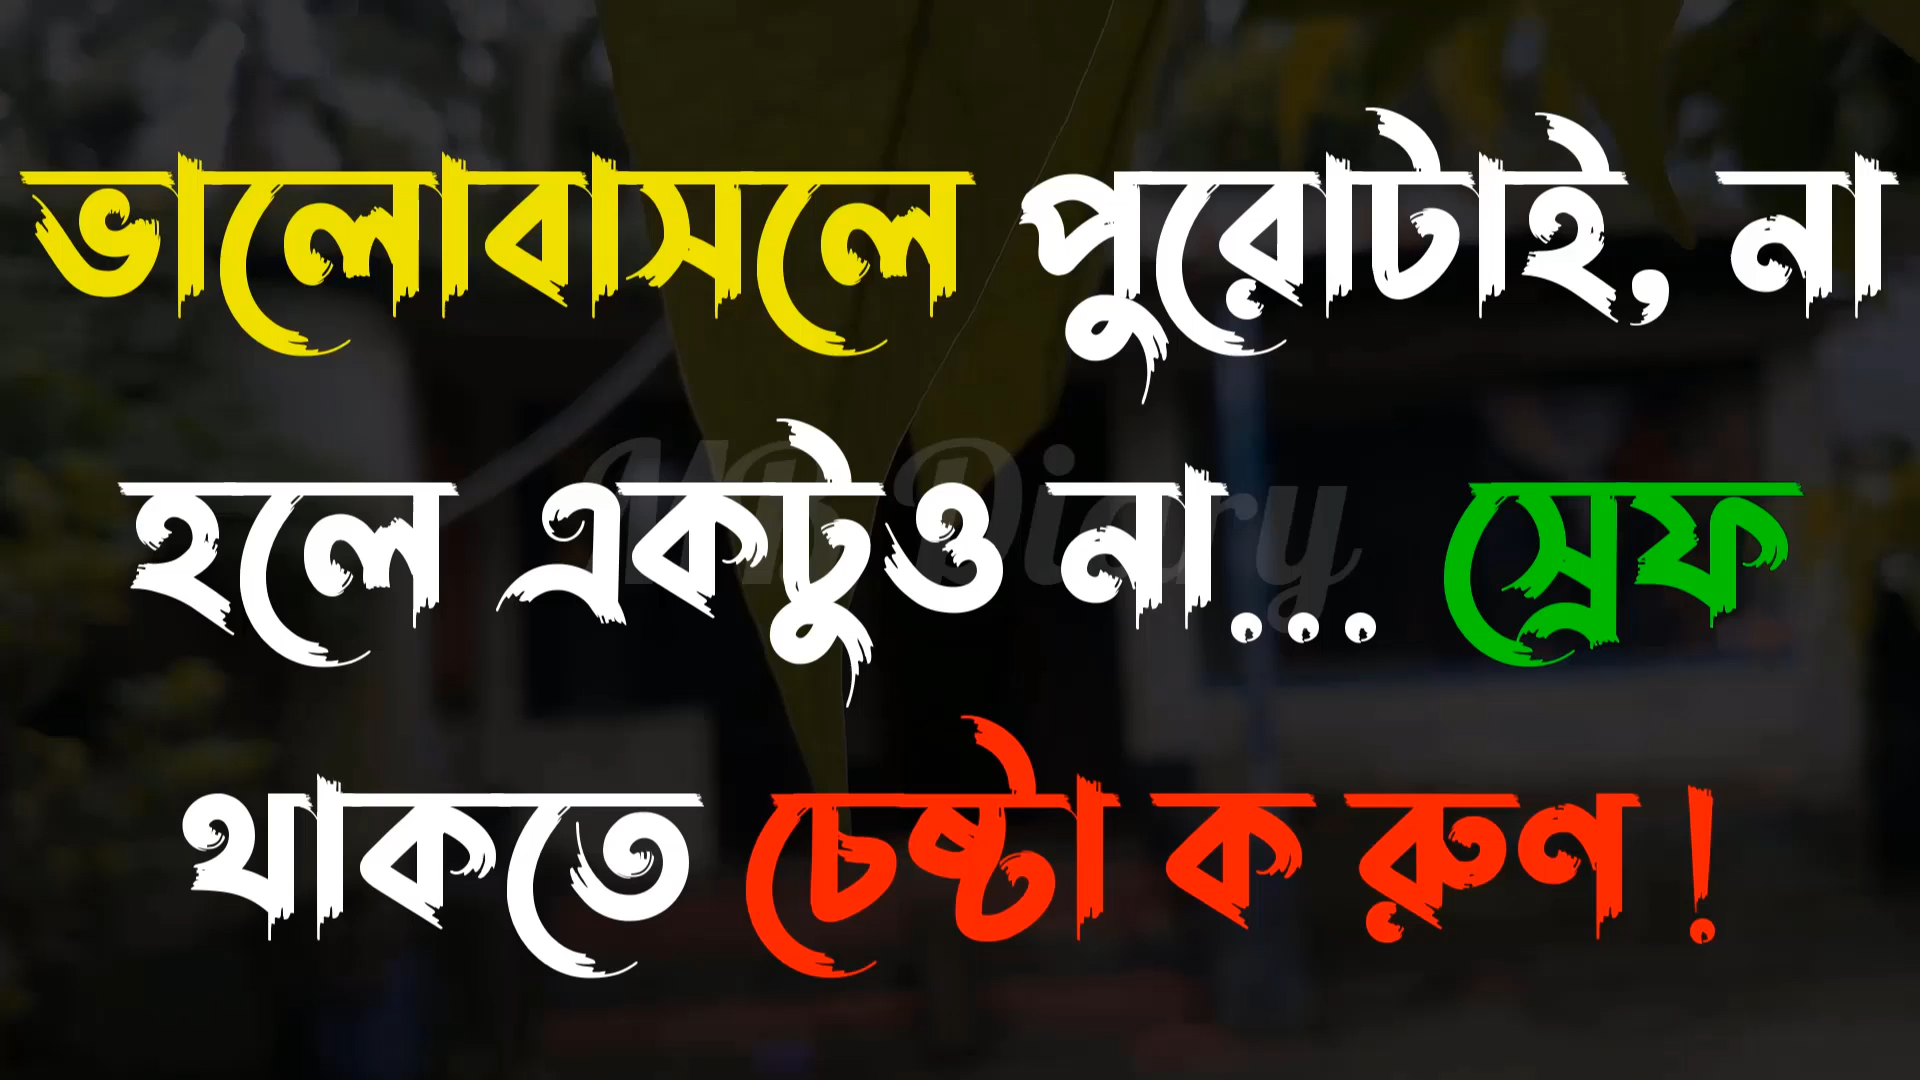 ভালোবাসলে পুরোটাই, না
হলে একটুও না... স্রেফ
থাকতে চেষ্টা ক রুণ !